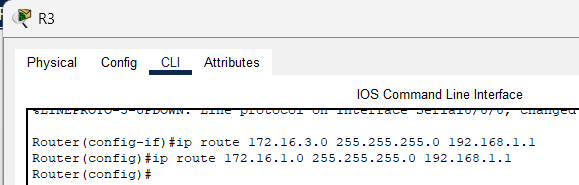 R3
Physical Config CLI Attributes
IOS Command Line Interface
%LINEPROTO-5-UPDOWN: Line protocol on Interface Serial0/0/0, changed
Router(config-if)#ip route 172.16.3.0 255.255.255.0 192.168.1.1
Router(config)#ip route 172.16.1.0 255.255.255.0 192.168.1.1
Router(config)#